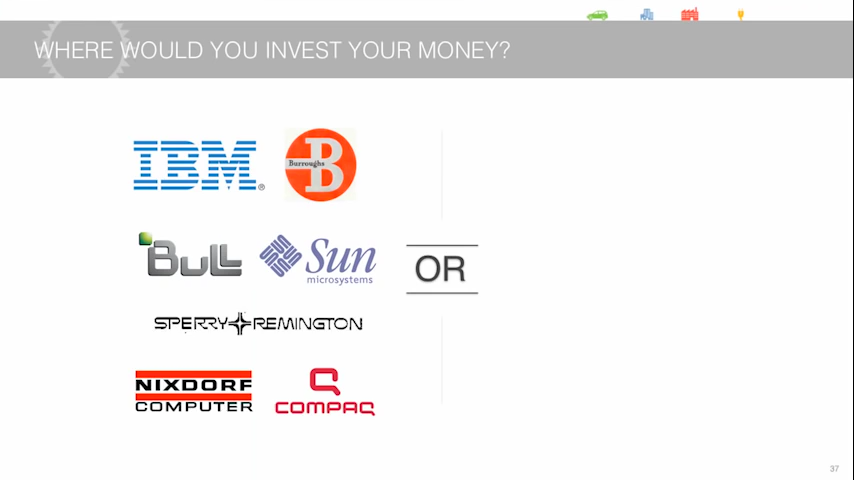 WHERE WOULD YOU INVEST YOUR MONEY?
IBM®
Burroughs
B
Bull
Sun
microsystems
OR
SPERRY REMINGTON
NIXDORF
COMPUTER
COMPAQ
37